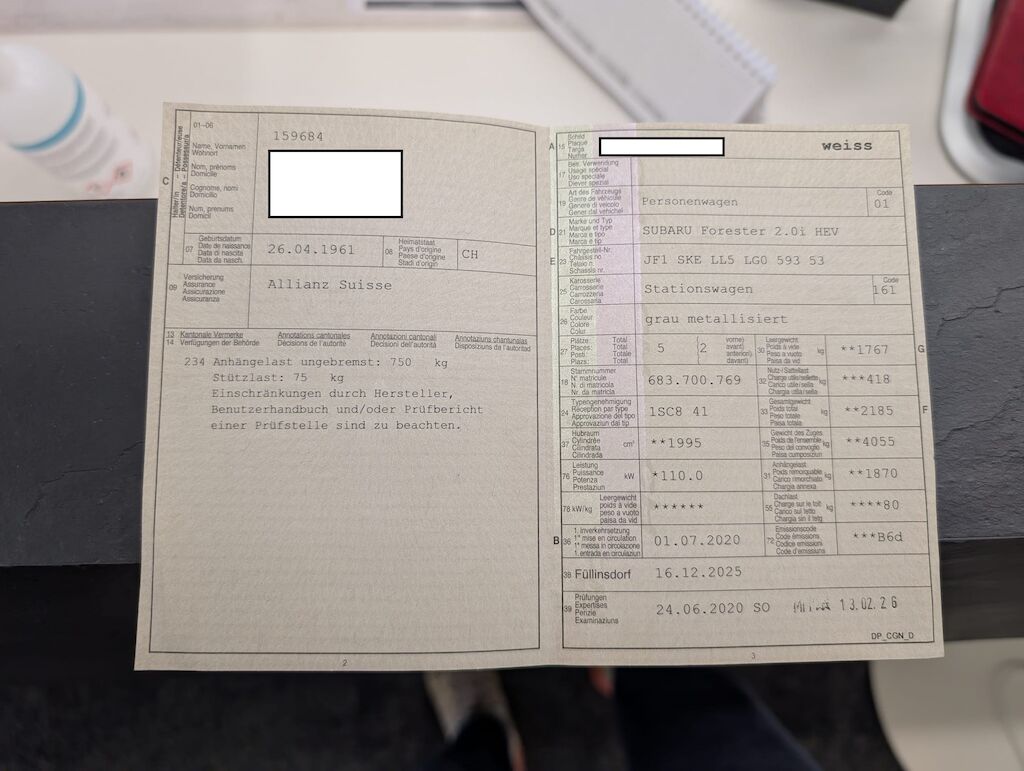 01–06
159684
Halter/in – Détenteur/euse
Detentore/a – Possessur/a
C
Name, Vornamen
Wohnort
Nom, prénoms
Domicile
Cognome, nomi
Domicilio
Num, prenums
Domicil
07
Geburtsdatum
Date de naissance
Data di nascita
Data da nasch.
26.04.1961
08
Heimatstaat
Pays d'origine
Paese d'origine
Stadi d'origin
CH
09
Versicherung
Assurance
Assicurazione
Assicuranza
Allianz Suisse
13 Kantonale Vermerke Annotations cantonales Annotazioni cantonali Annotaziuns chantunalas
14 Verfügungen der Behörde Décisions de l'autorité Decisioni dell'autorità Disposiziuns da l'autoritad
234 Anhängelast ungebremst: 750 kg
Stützlast: 75 kg
Einschränkungen durch Hersteller,
Benutzerhandbuch und/oder Prüfbericht
einer Prüfstelle sind zu beachten.
2
A 15
Schild
Plaque
Targa
Numer
weiss
17
Bes. Verwendung
Usage spécial
Uso speciale
Diever spezial
19
Art des Fahrzeugs
Genre de véhicule
Genere di veicolo
Gener dal vehichel
Personenwagen
Code
01
D 21
Marke und Typ
Marque et type
Marca e tipo
Marca e tip
SUBARU Forester 2.0i HEV
E 23
Fahrgestell-Nr.
Châssis no
Telaio n.
Schassis nr.
JF1 SKE LL5 LG0 593 53
25
Karosserie
Carrosserie
Carrozzeria
Carossaria
Stationswagen
Code
161
26
Farbe
Couleur
Colore
Colur
grau metallisiert
27
Plätze: Total
Places: Total
Posti: Totale
Plazs: Total
5
2
vorne)
avant)
anteriori)
davant)
30
Leergewicht
Poids à vide
Peso a vuoto
Paisa da vid
kg
**1767
G
18
Stammnummer
N° matricule
N. di matricola
Nr. da matricla
683.700.769
32
Nutz-/Sattellast
Charge utile/sellette
Carico utile/sella
Chargia utila/sella
kg
***418
24
Typengenehmigung
Réception par type
Approvazione del tipo
Approvaziun dal tip
1SC8 41
33
Gesamtgewicht
Poids total
Peso totale
Paisa totala
kg
**2185
F
37
Hubraum
Cylindrée
Cilindrata
Cilindrada
cm³
**1995
35
Gewicht des Zuges
Poids de l'ensemble
Peso del convoglio
Paisa cumposiziun
kg
**4055
76
Leistung
Puissance
Potenza
Prestaziun
kW
*110.0
31
Anhängelast
Poids remorquable
Carico rimorchiato
Chargia annexa
kg
**1870
78 kW/kg
Leergewicht
poids à vide
peso a vuoto
paisa da vid
******
55
Dachlast
Charge sur le toit
Carico sul tetto
Chargia sin il tetg
kg
****80
B 36
1. Inverkehrsetzung
1re mise en circulation
1a messa in circolazione
1. entrada en circulaziun
01.07.2020
72
Emissionscode
Code émissions
Codice emissioni
Code d'emissiuns
***B6d
38 Füllinsdorf
16.12.2025
39
Prüfungen
Expertises
Perizie
Examinaziuns
24.06.2020 SO
13.02.26
DP_CGN_D
3